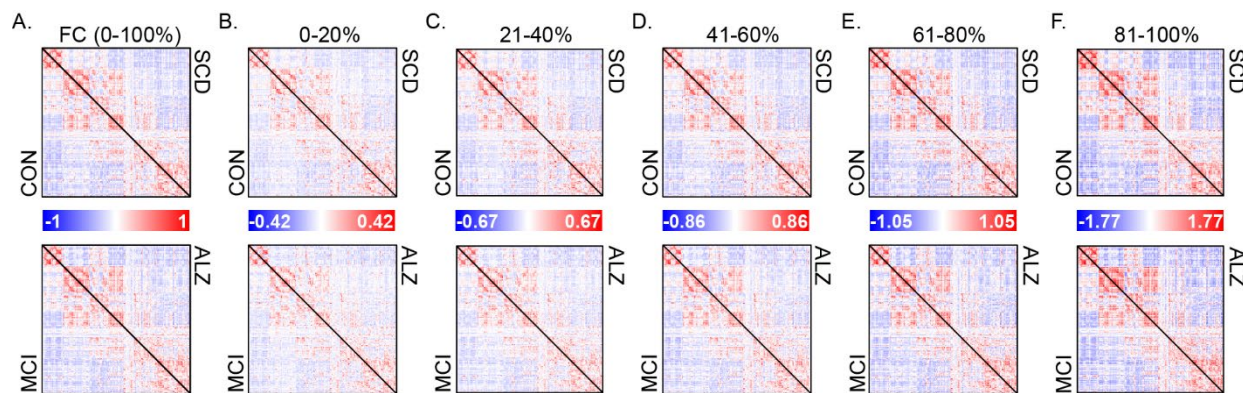 A. B. C. D. E. F.
FC (0-100%) 0-20% 21-40% 41-60% 61-80% 81-100%
SCD SCD SCD SCD SCD SCD
CON CON CON CON CON CON
-1 1 -0.42 0.42 -0.67 0.67 -0.86 0.86 -1.05 1.05 -1.77 1.77
ALZ ALZ ALZ ALZ ALZ ALZ
MCI MCI MCI MCI MCI MCI